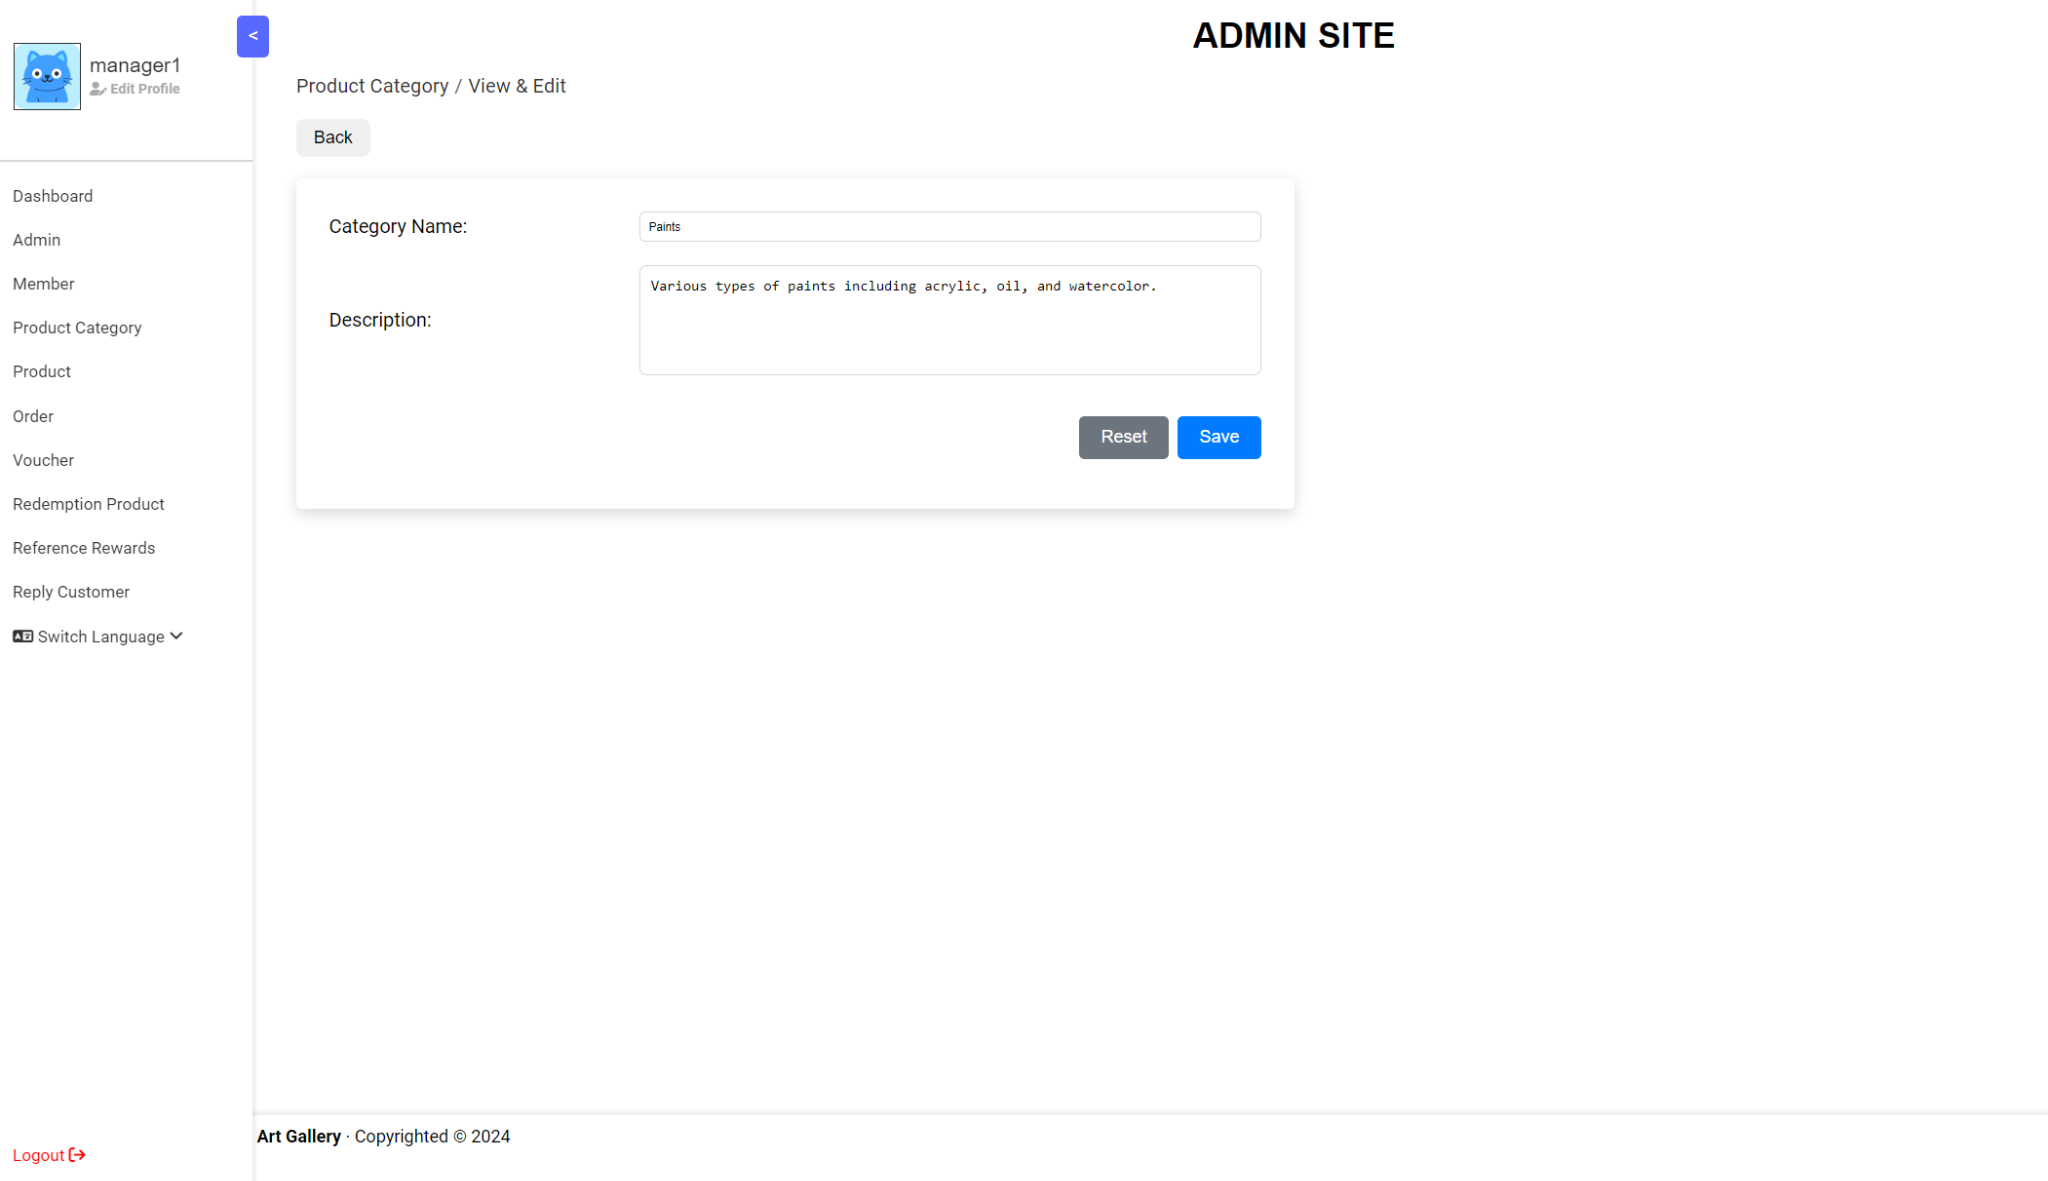 <
ADMIN SITE
manager1
Edit Profile
Product Category / View & Edit
Back
Dashboard
Admin
Member
Product Category
Product
Order
Voucher
Redemption Product
Reference Rewards
Reply Customer
Switch Language
Logout
Category Name:
Paints
Description:
Various types of paints including acrylic, oil, and watercolor.
Reset
Save
Art Gallery · Copyrighted © 2024